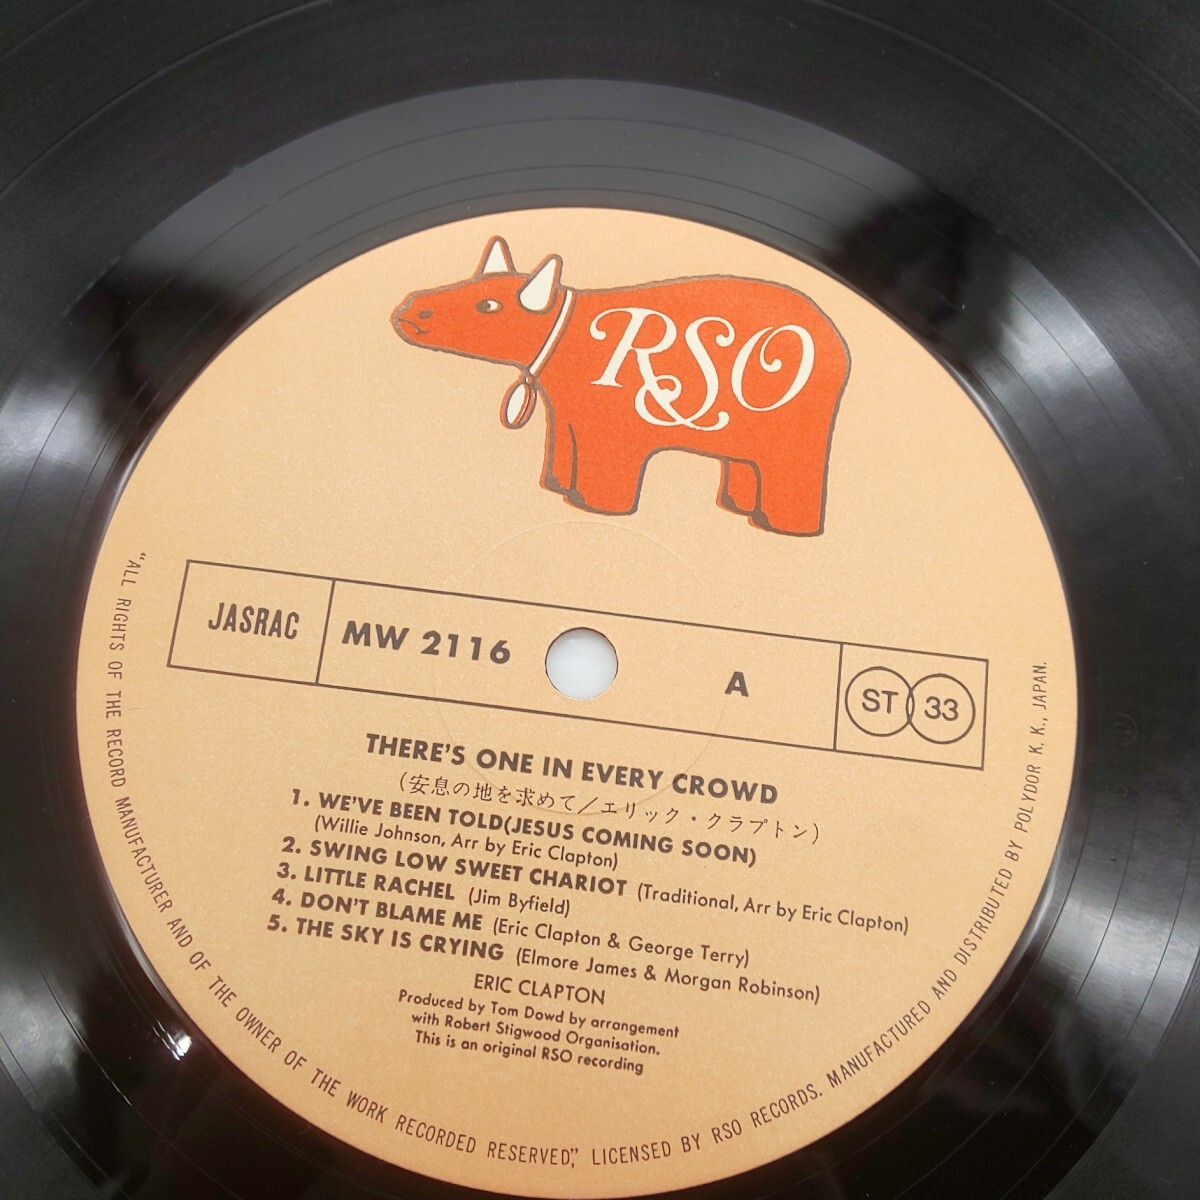 RSO
JASRAC
MW 2116
A
ST 33
THERE'S ONE IN EVERY CROWD
(安息の地を求めて/エリック・クラプトン)
1. WE'VE BEEN TOLD(JESUS COMING SOON)
(Willie Johnson, Arr by Eric Clapton)
2. SWING LOW SWEET CHARIOT (Traditional, Arr by Eric Clapton)
3. LITTLE RACHEL (Jim Byfield)
4. DON'T BLAME ME (Eric Clapton & George Terry)
5. THE SKY IS CRYING (Elmore James & Morgan Robinson)
ERIC CLAPTON
Produced by Tom Dowd by arrangement
with Robert Stigwood Organisation.
This is an original RSO recording
"ALL RIGHTS OF THE RECORD MANUFACTURER AND OF THE OWNER OF THE WORK RECORDED RESERVED," LICENSED BY RSO RECORDS. MANUFACTURED AND DISTRIBUTED BY POLYDOR K. K., JAPAN.